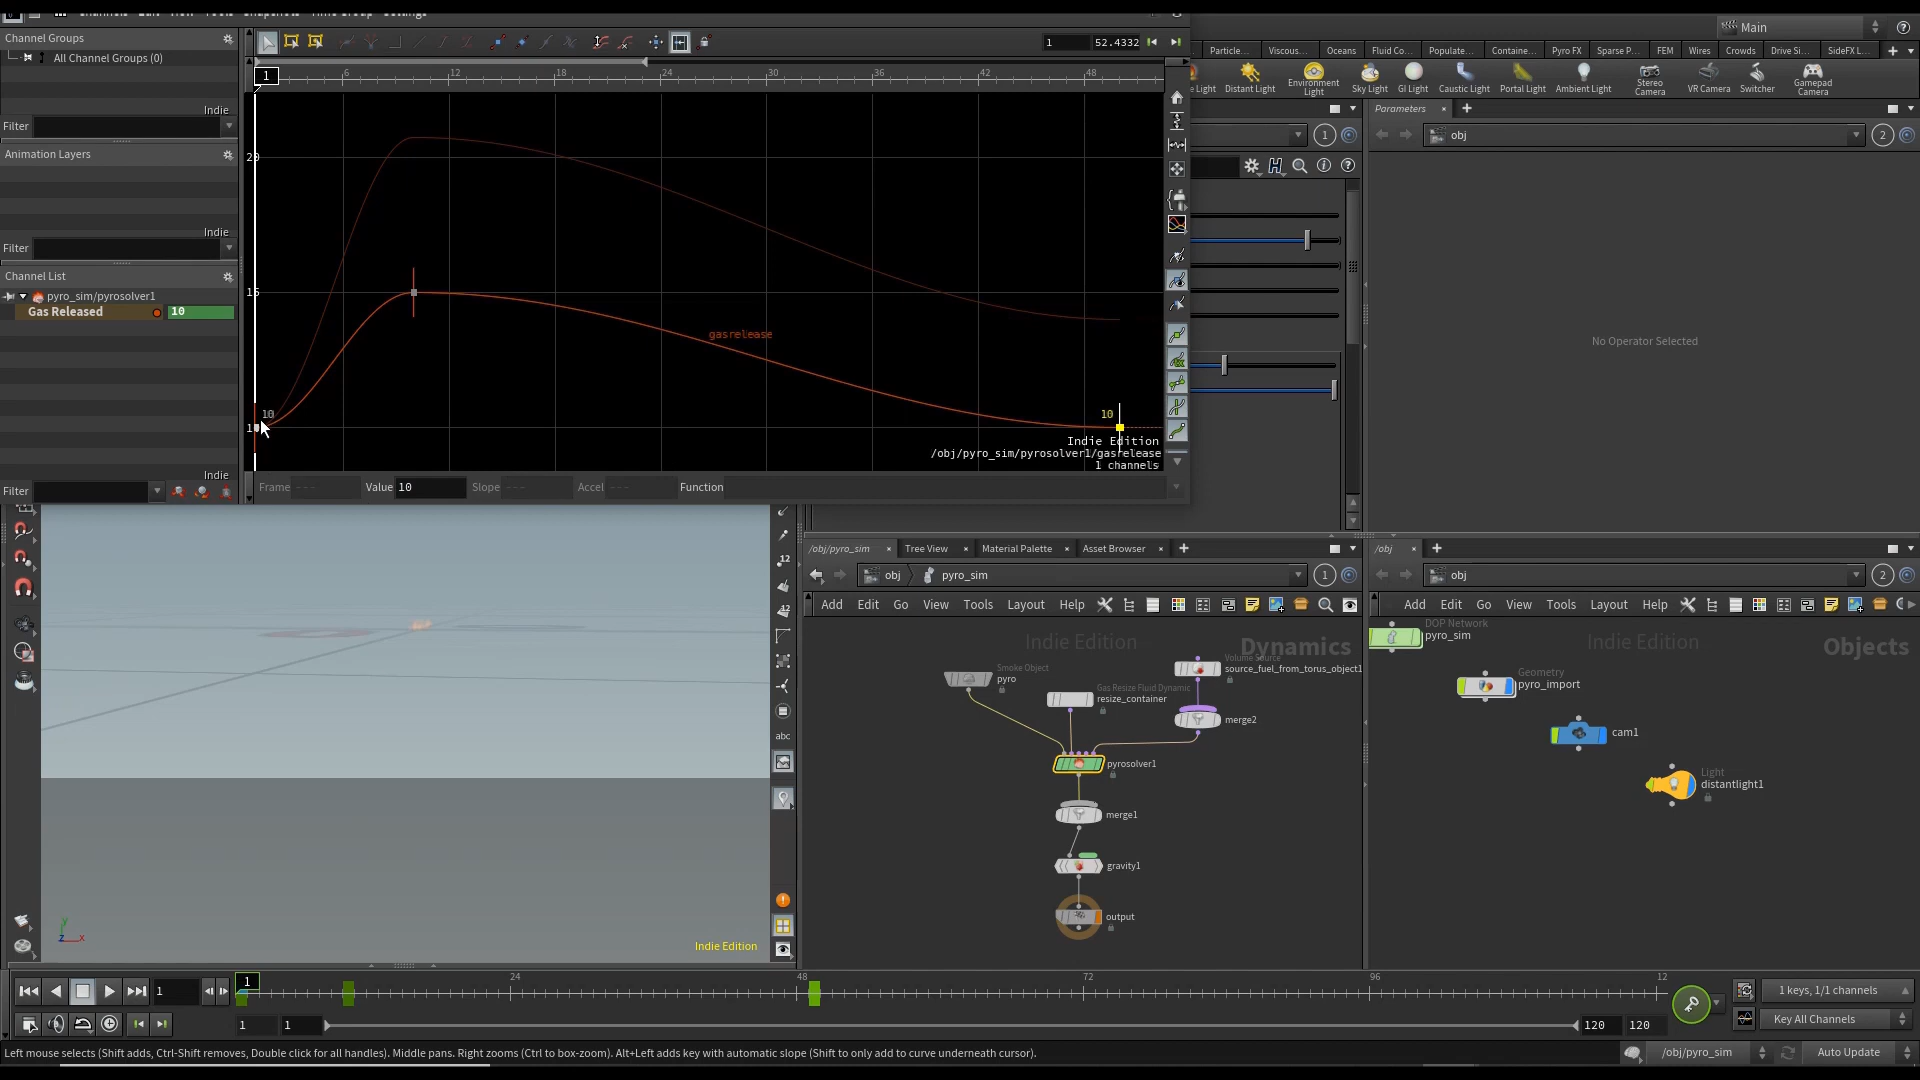 Channel Groups
All Channel Groups (0)
Indie
Filter
Animation Layers
Indie
Filter
Channel List
pyro_sim/pyrosolver1
Gas Released 10
Indie
Filter
1 52.4332
1 6 12 18 24 30 36 42 48
20
15
10
gasrelease
10
Indie Edition
/obj/pyro_sim/pyrosolver1/gasrelease
1 channels
Frame --- Value 10 Slope --- Accel --- Function
Main
Particle... Viscous... Oceans Fluid Co... Populate... Containe... Pyro FX Sparse P... FEM Wires Crowds Drive Si... SideFX L...
e Light Distant Light Environment Light Sky Light GI Light Caustic Light Portal Light Ambient Light Stereo Camera VR Camera Switcher Gamepad Camera
Parameters
obj 2
1
No Operator Selected
abc
Indie Edition
/obj/pyro_sim Tree View Material Palette Asset Browser
obj pyro_sim 1
Add Edit Go View Tools Layout Help
Indie Edition Dynamics
Smoke Object
pyro
Gas Resize Fluid Dynamic
resize_container
Volume Source
source_fuel_from_torus_object1
merge2
pyrosolver1
merge1
gravity1
output
/obj
obj 2
Add Edit Go View Tools Layout Help
Indie Edition Objects
DOP Network
pyro_sim
Geometry
pyro_import
cam1
Light
distantlight1
1 1 24 48 72 96 12
1 1 120 120
1 keys, 1/1 channels
Key All Channels
Left mouse selects (Shift adds, Ctrl-Shift removes, Double click for all handles). Middle pans. Right zooms (Ctrl to box-zoom). Alt+Left adds key with automatic slope (Shift to only add to curve underneath cursor).
/obj/pyro_sim Auto Update